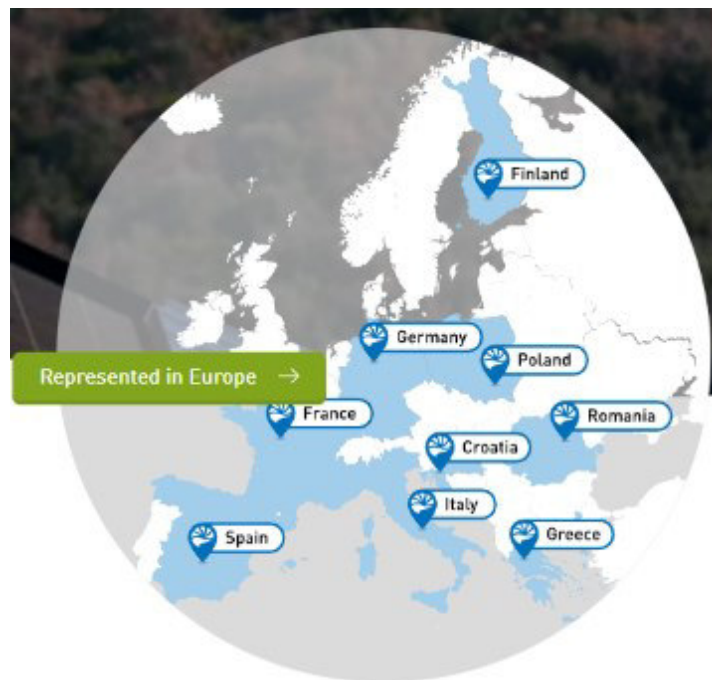 Finland
Germany
Poland
Represented in Europe →
France
Romania
Croatia
Italy
Spain
Greece